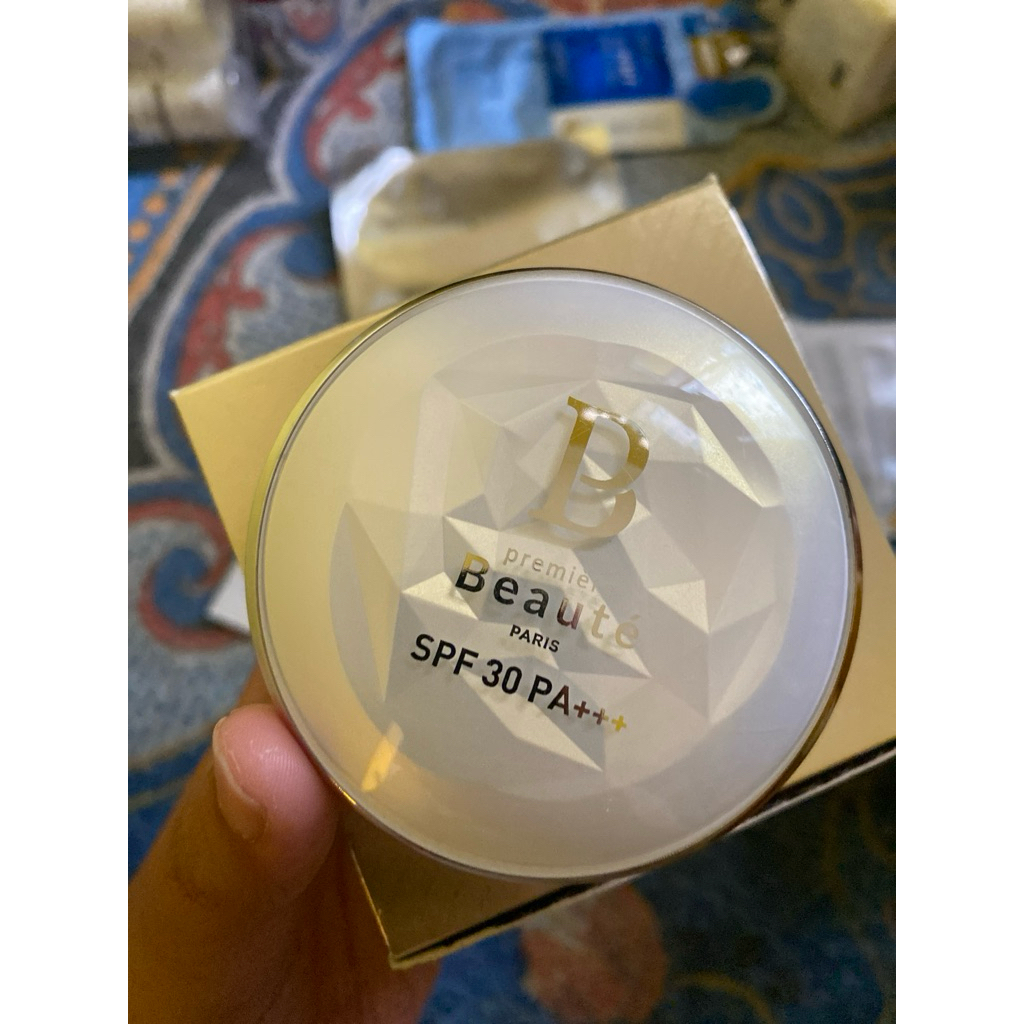 B
premier
Beauté
PARIS
SPF 30 PA+++